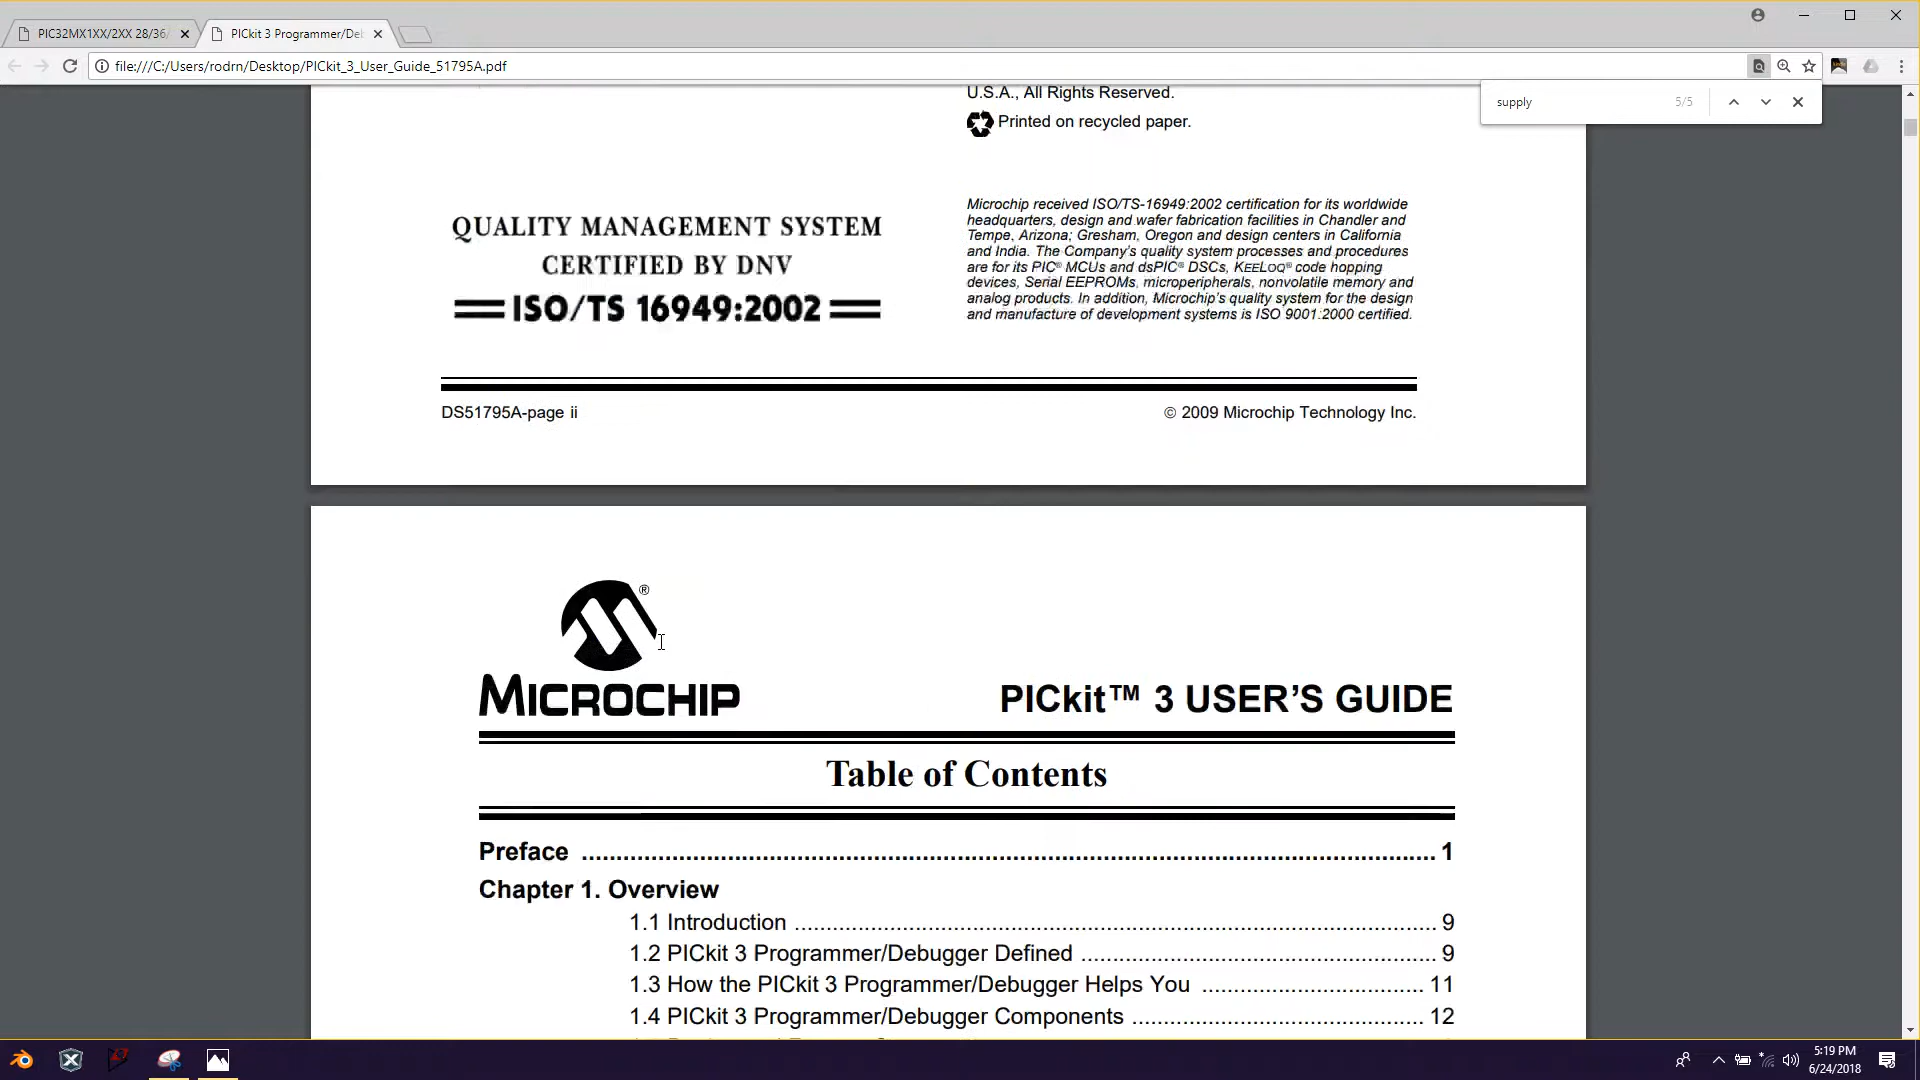 PIC32MX1XX/2XX 28/36/
PICkit 3 Programmer/Deb
file:///C:/Users/rodrn/Desktop/PICkit_3_User_Guide_51795A.pdf
supply 5/5
U.S.A., All Rights Reserved.
Printed on recycled paper.
QUALITY MANAGEMENT SYSTEM
CERTIFIED BY DNV
ISO/TS 16949:2002
Microchip received ISO/TS-16949:2002 certification for its worldwide
headquarters, design and wafer fabrication facilities in Chandler and
Tempe, Arizona; Gresham, Oregon and design centers in California
and India. The Company's quality system processes and procedures
are for its PIC® MCUs and dsPIC® DSCs, KEELOQ® code hopping
devices, Serial EEPROMs, microperipherals, nonvolatile memory and
analog products. In addition, Microchip's quality system for the design
and manufacture of development systems is ISO 9001:2000 certified.
DS51795A-page ii
© 2009 Microchip Technology Inc.
®
MICROCHIP
PICkit™ 3 USER'S GUIDE
Table of Contents
Preface ........................................................................................................... 1
Chapter 1. Overview
1.1 Introduction ..................................................................................... 9
1.2 PICkit 3 Programmer/Debugger Defined ............................................... 9
1.3 How the PICkit 3 Programmer/Debugger Helps You .............................. 11
1.4 PICkit 3 Programmer/Debugger Components ........................................ 12
5:19 PM
6/24/2018